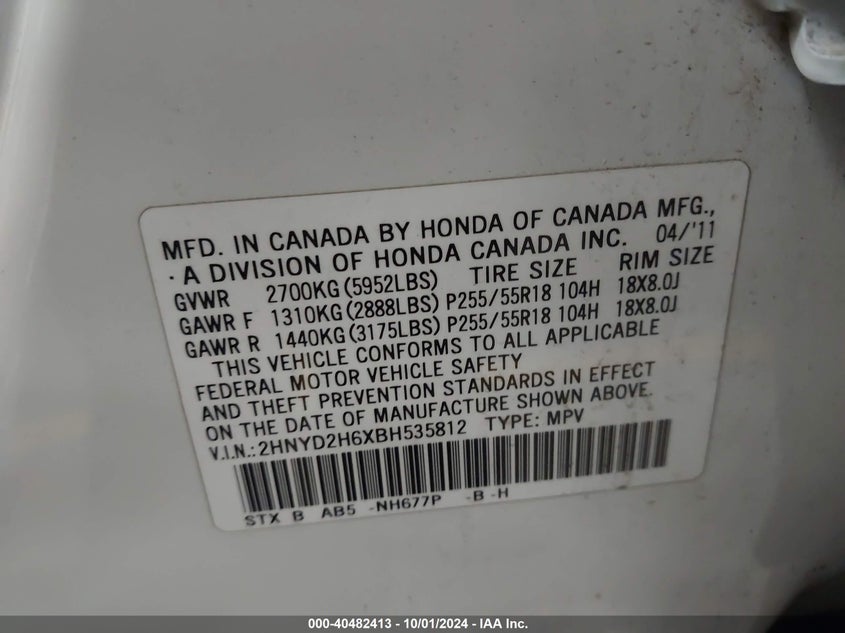 MFD. IN CANADA BY HONDA OF CANADA MFG.,
· A DIVISION OF HONDA CANADA INC. 04/'11
GVWR 2700KG(5952LBS) TIRE SIZE RIM SIZE
GAWR F 1310KG(2888LBS) P255/55R18 104H 18X8.0J
GAWR R 1440KG(3175LBS) P255/55R18 104H 18X8.0J
THIS VEHICLE CONFORMS TO ALL APPLICABLE
FEDERAL MOTOR VEHICLE SAFETY
AND THEFT PREVENTION STANDARDS IN EFFECT
ON THE DATE OF MANUFACTURE SHOWN ABOVE.
V.I.N.:2HNYD2H6XBH535812 TYPE: MPV
STX B AB5 -NH677P -B -H
000-40482413 - 10/01/2024 - IAA Inc.